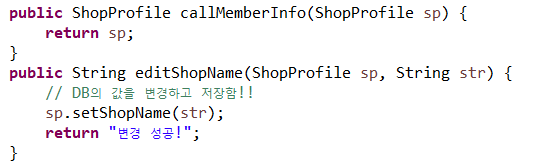 public ShopProfile callMemberInfo(ShopProfile sp) {
    return sp;
}
public String editShopName(ShopProfile sp, String str) {
    // DB의 값을 변경하고 저장함!!
    sp.setShopName(str);
    return "변경 성공!";
}